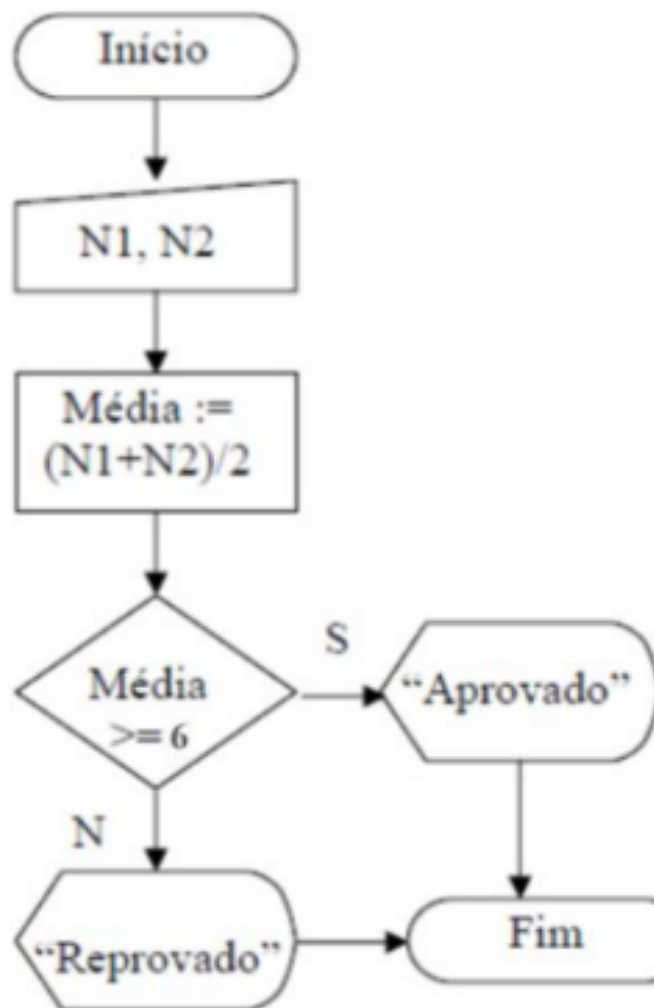 Início
N1, N2
Média :=
(N1+N2)/2
Média
>= 6
S
“Aprovado”
N
“Reprovado”
Fim